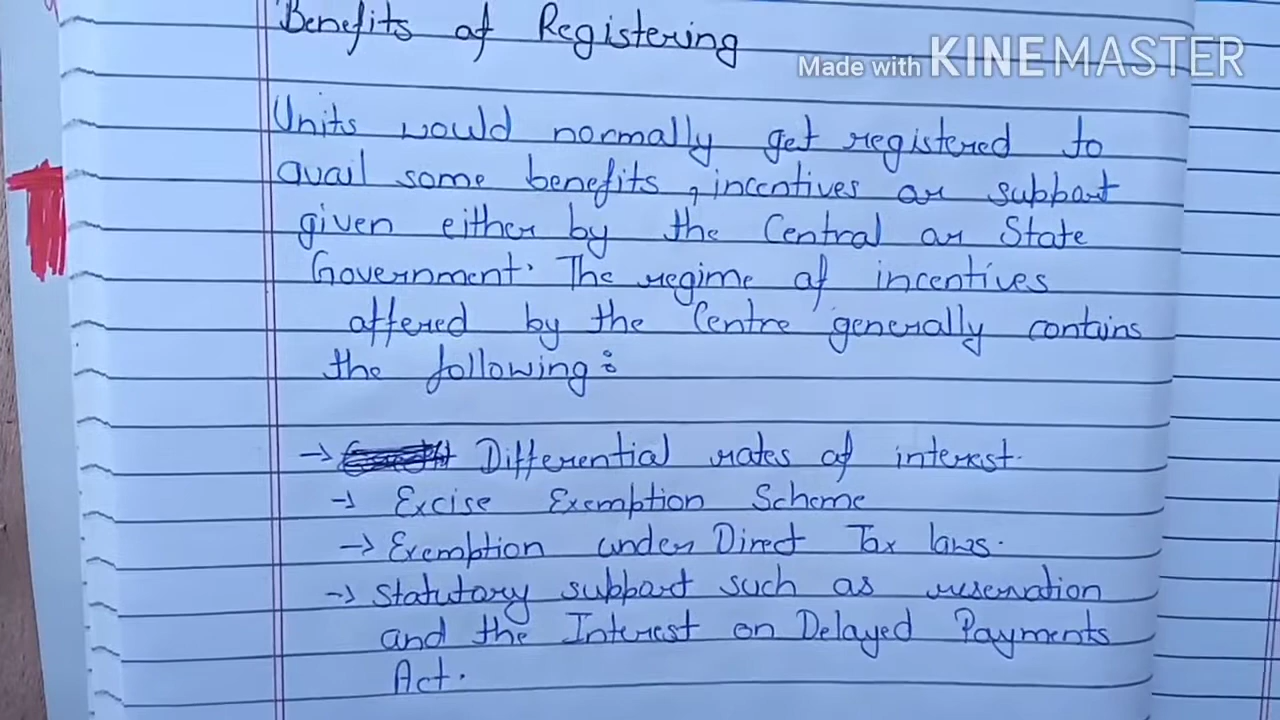 Benefits of Registering
Made with KINEMASTER
Units would normally get registered to
avail some benefits, incentives or support
given either by the Central or State
Government. The regime of incentives
offered by the Centre generally contains
the following:
→ Differential rates of interest.
→ Excise Exemption Scheme
→ Exemption under Direct Tax laws.
→ Statutory support such as reservation
and the Interest on Delayed Payments
Act.